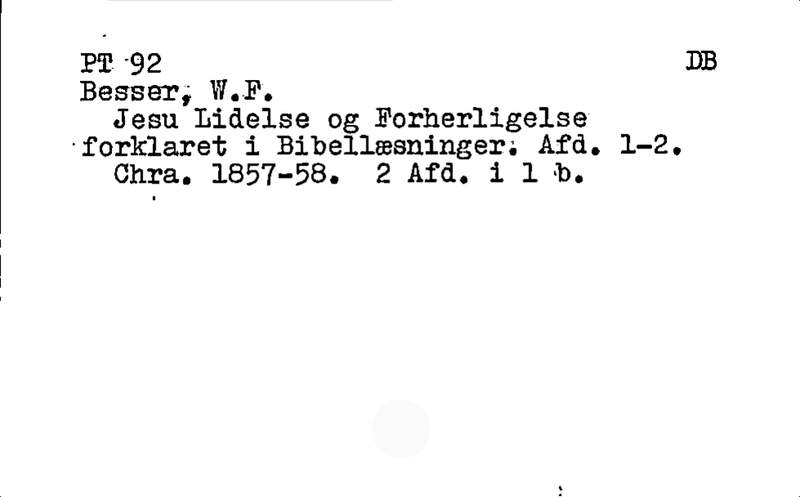 PT 92 DB
Besser, W.F.
Jesu Lidelse og Forherligelse
forklaret i Bibellæsninger. Afd. 1-2.
Chra. 1857-58. 2 Afd. i 1 b.